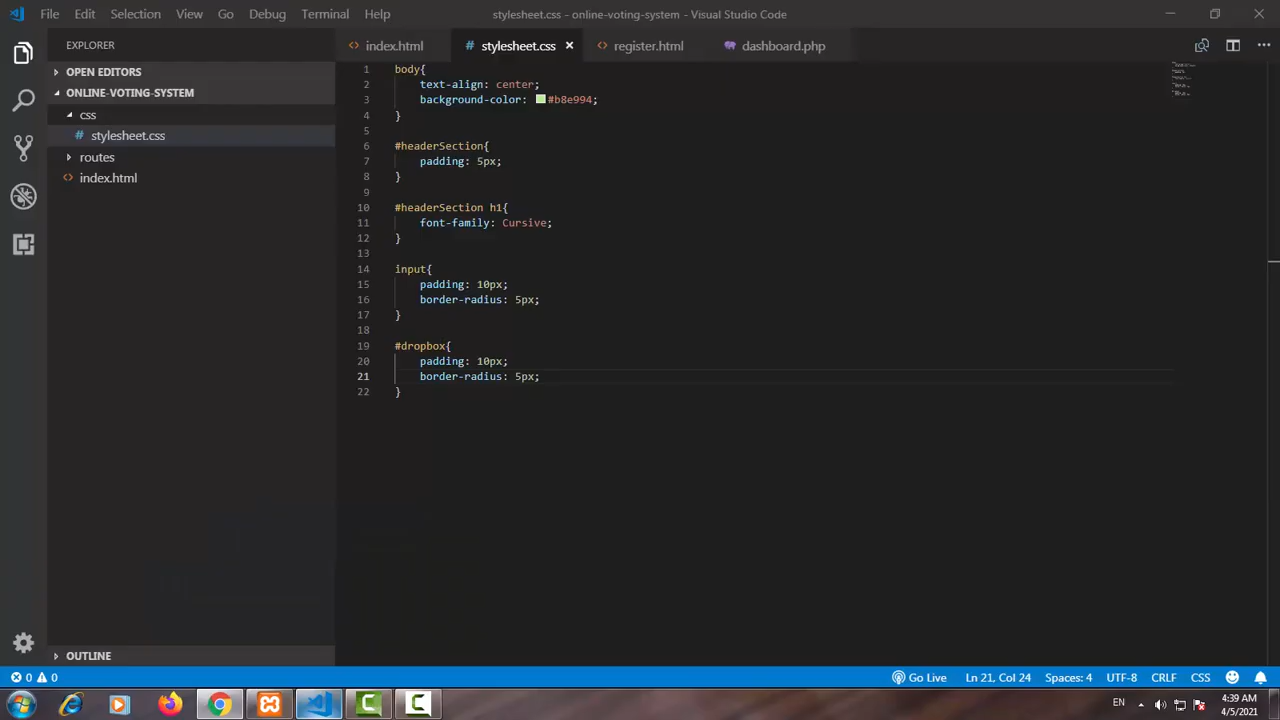 File Edit Selection View Go Debug Terminal Help stylesheet.css - online-voting-system - Visual Studio Code
EXPLORER
index.html
# stylesheet.css
register.html
dashboard.php
OPEN EDITORS
ONLINE-VOTING-SYSTEM
css
# stylesheet.css
routes
index.html
OUTLINE
1 body{
2 text-align: center;
3 background-color: #b8e994;
4 }
5
6 #headerSection{
7 padding: 5px;
8 }
9
10 #headerSection h1{
11 font-family: Cursive;
12 }
13
14 input{
15 padding: 10px;
16 border-radius: 5px;
17 }
18
19 #dropbox{
20 padding: 10px;
21 border-radius: 5px;
22 }
0 0 Go Live Ln 21, Col 24 Spaces: 4 UTF-8 CRLF CSS
EN 4:39 AM
4/5/2021